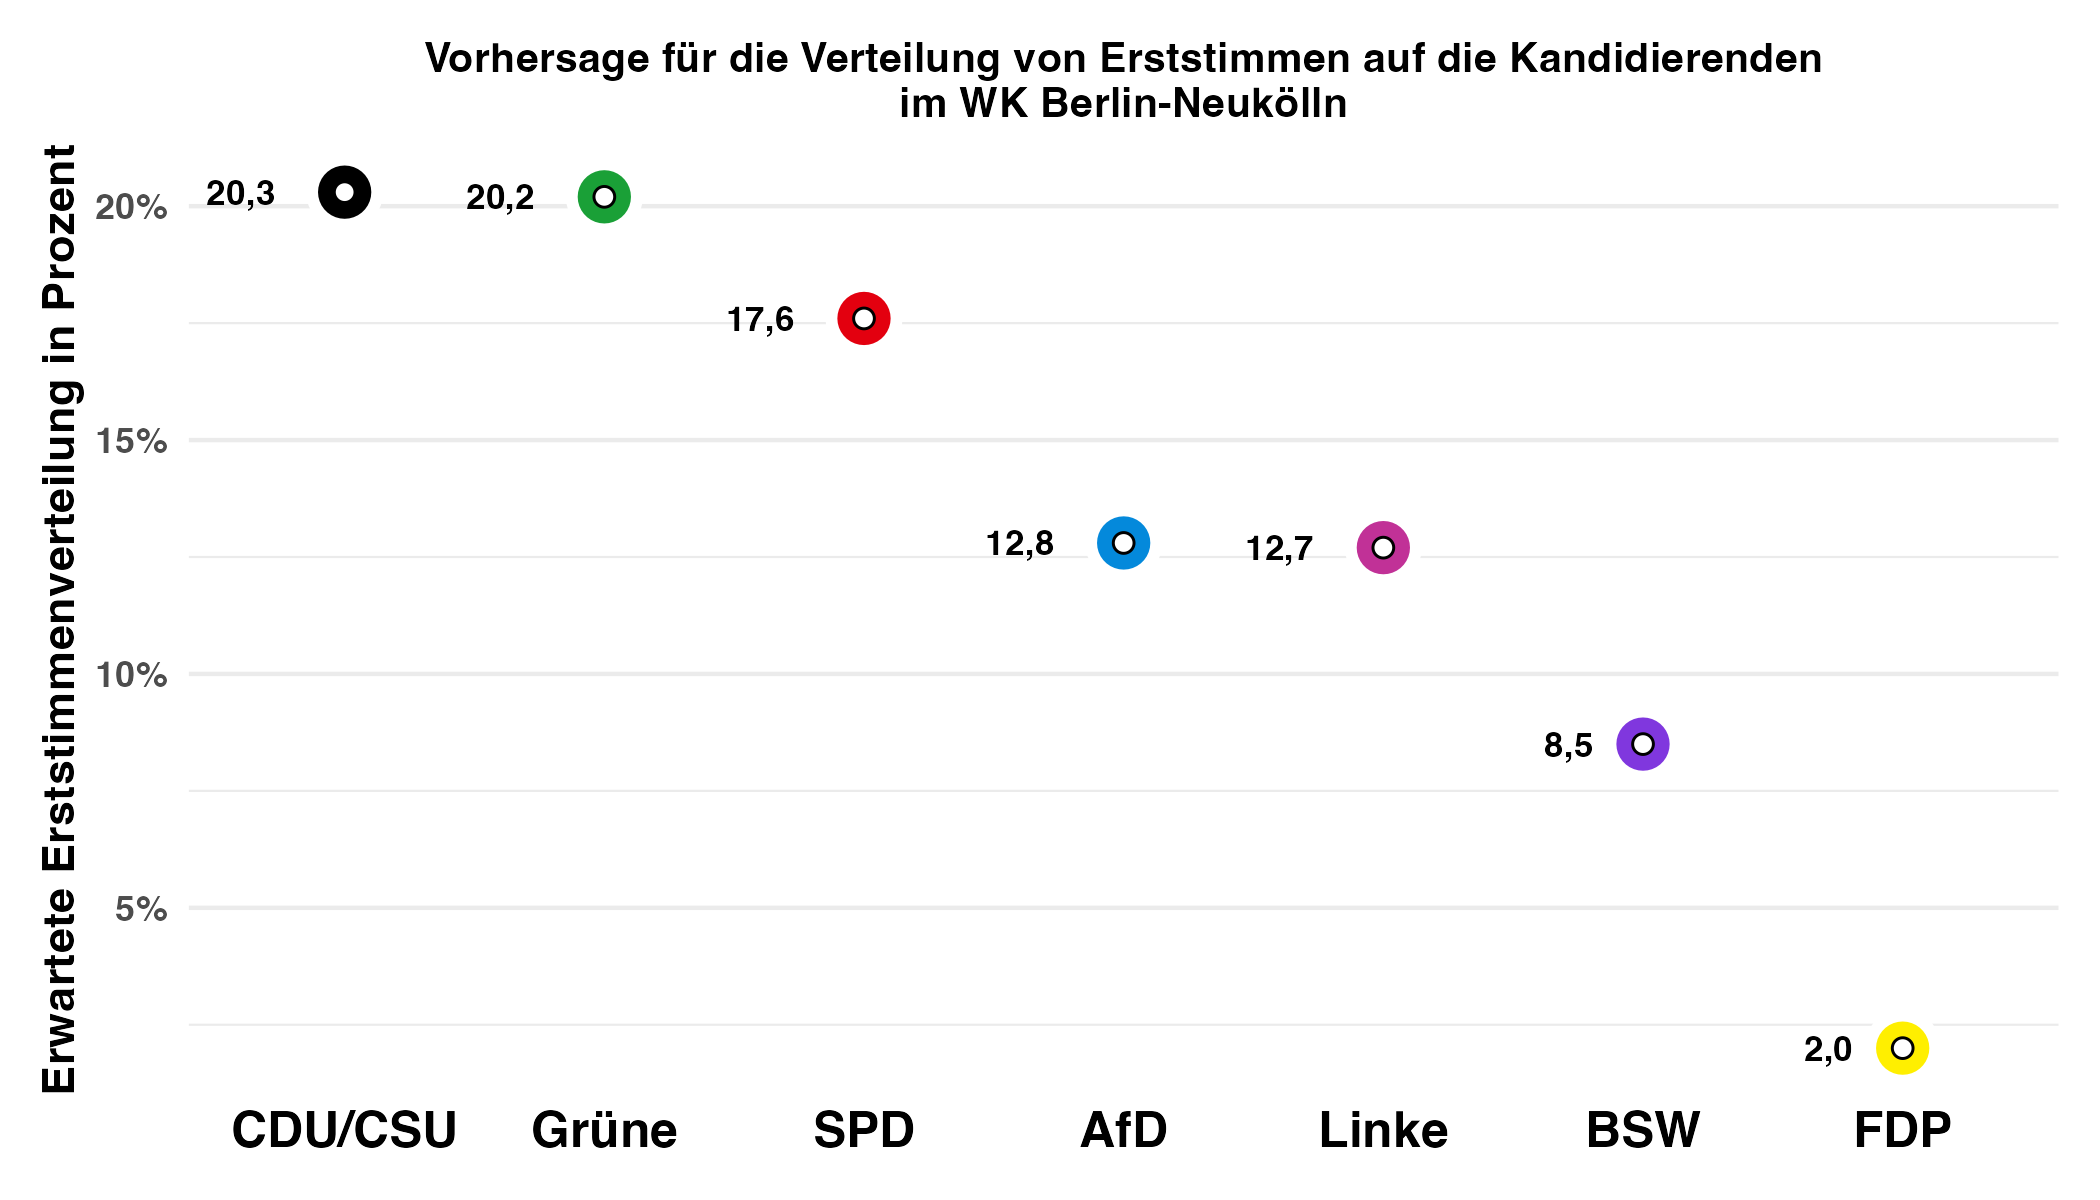 Vorhersage für die Verteilung von Erststimmen auf die Kandidierenden
im WK Berlin-Neukölln
Erwartete Erststimmenverteilung in Prozent
20%
15%
10%
5%
20,3
20,2
17,6
12,8
12,7
8,5
2,0
CDU/CSU
Grüne
SPD
AfD
Linke
BSW
FDP